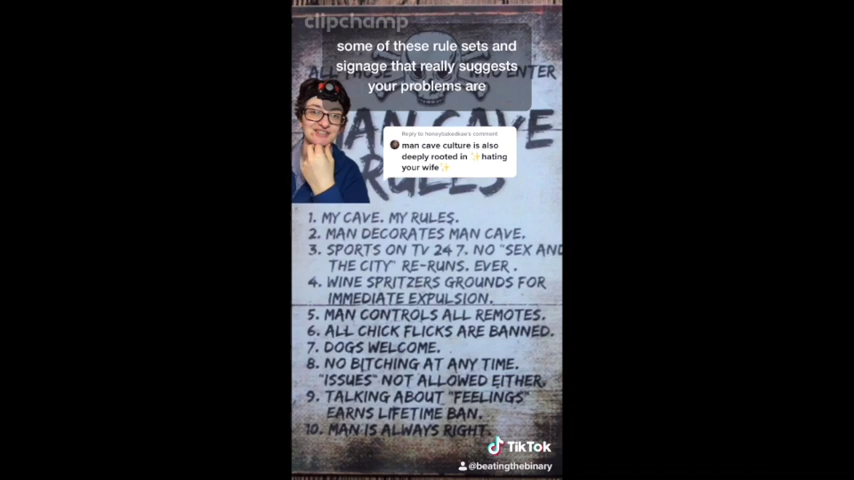 clipchamp
some of these rule sets and
signage that really suggests
your problems are
ENTER
Reply to honeybakedkae's comment
man cave culture is also
deeply rooted in ✨hating
your wife✨
MAN CAVE
RULES
1. MY CAVE. MY RULES.
2. MAN DECORATES MAN CAVE.
3. SPORTS ON TV 24 7. NO "SEX AND
THE CITY" RE-RUNS. EVER .
4. WINE SPRITZERS GROUNDS FOR
IMMEDIATE EXPULSION.
5. MAN CONTROLS ALL REMOTES.
6. ALL CHICK FLICKS ARE BANNED.
7. DOGS WELCOME.
8. NO BITCHING AT ANY TIME.
"ISSUES" NOT ALLOWED EITHER.
9. TALKING ABOUT "FEELINGS"
EARNS LIFETIME BAN.
10. MAN IS ALWAYS RIGHT.
TikTok
@beatingthebinary